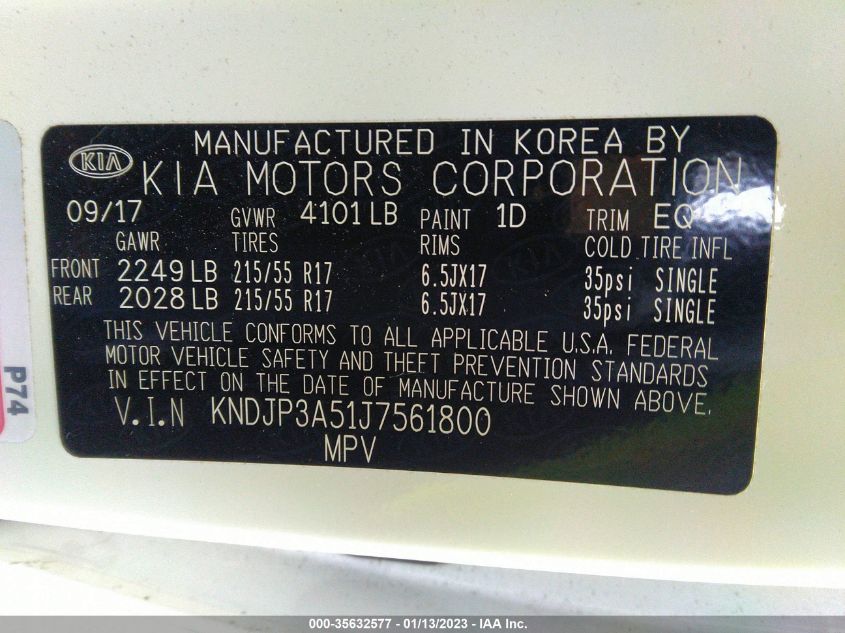 MANUFACTURED IN KOREA BY
KIA KIA MOTORS CORPORATION
09/17 GVWR 4101 LB PAINT 1D TRIM EQ
GAWR TIRES RIMS COLD TIRE INFL
FRONT 2249 LB 215/55 R17 6.5JX17 35psi SINGLE
REAR 2028 LB 215/55 R17 6.5JX17 35psi SINGLE
THIS VEHICLE CONFORMS TO ALL APPLICABLE U.S.A. FEDERAL
MOTOR VEHICLE SAFETY AND THEFT PREVENTION STANDARDS
IN EFFECT ON THE DATE OF MANUFACTURE SHOWN ABOVE.
V.I.N KNDJP3A51J7561800
MPV
P74
000-35632577 - 01/13/2023 - IAA Inc.